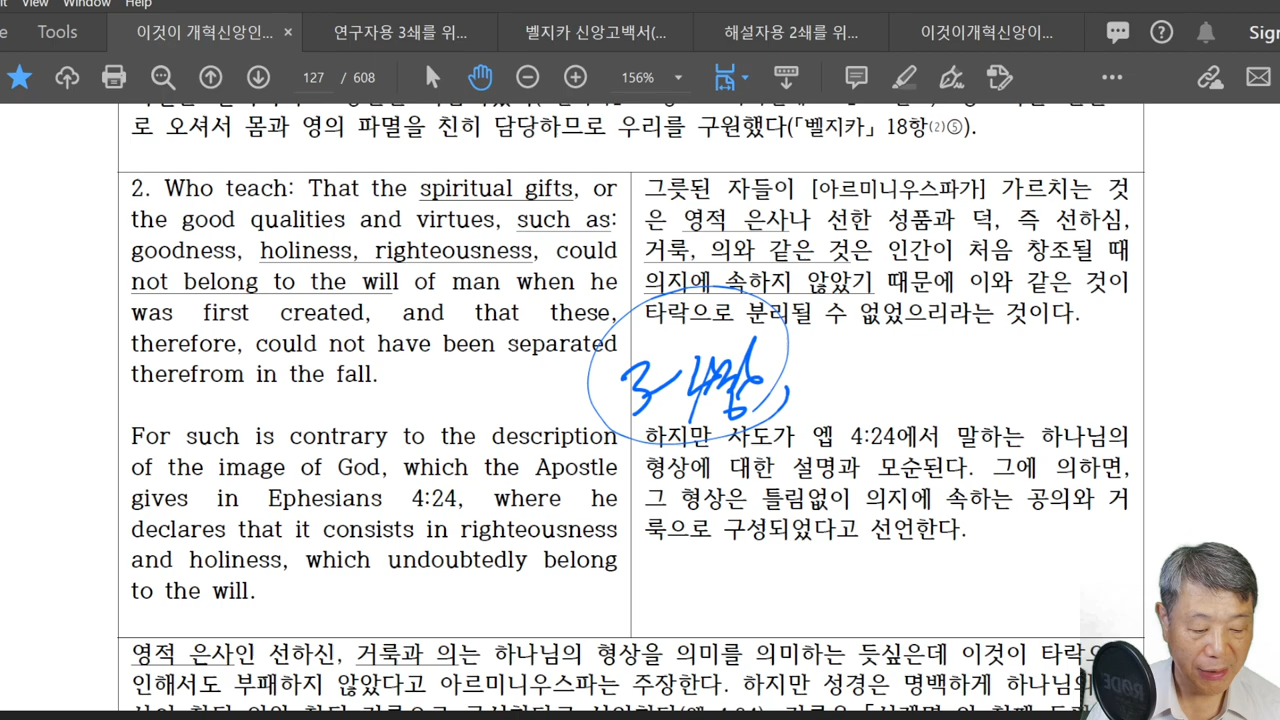 View Window Help
Tools
이것이 개혁신앙인... ×
연구자용 3쇄를 위...
벨지카 신앙고백서(...
해설자용 2쇄를 위...
이것이개혁신앙이...
127 / 608
156%
로 오셔서 몸과 영의 파멸을 친히 담당하므로 우리를 구원했다(「벨지카」 18항⑵⑤).
2. Who teach: That the spiritual gifts, or
the good qualities and virtues, such as:
goodness, holiness, righteousness, could
not belong to the will of man when he
was first created, and that these,
therefore, could not have been separated
therefrom in the fall.
For such is contrary to the description
of the image of God, which the Apostle
gives in Ephesians 4:24, where he
declares that it consists in righteousness
and holiness, which undoubtedly belong
to the will.
그릇된 자들이 [아르미니우스파가] 가르치는 것
은 영적 은사나 선한 성품과 덕, 즉 선하심,
거룩, 의와 같은 것은 인간이 처음 창조될 때
의지에 속하지 않았기 때문에 이와 같은 것이
타락으로 분리될 수 없었으리라는 것이다.
하지만 사도가 엡 4:24에서 말하는 하나님의
형상에 대한 설명과 모순된다. 그에 의하면,
그 형상은 틀림없이 의지에 속하는 공의와 거
룩으로 구성되었다고 선언한다.
영적 은사인 선하신, 거룩과 의는 하나님의 형상을 의미를 의미하는 듯싶은데 이것이
인해서도 부패하지 않았다고 아르미니우스파는 주장한다. 하지만 성경은 명백하게 하나님의
RODE